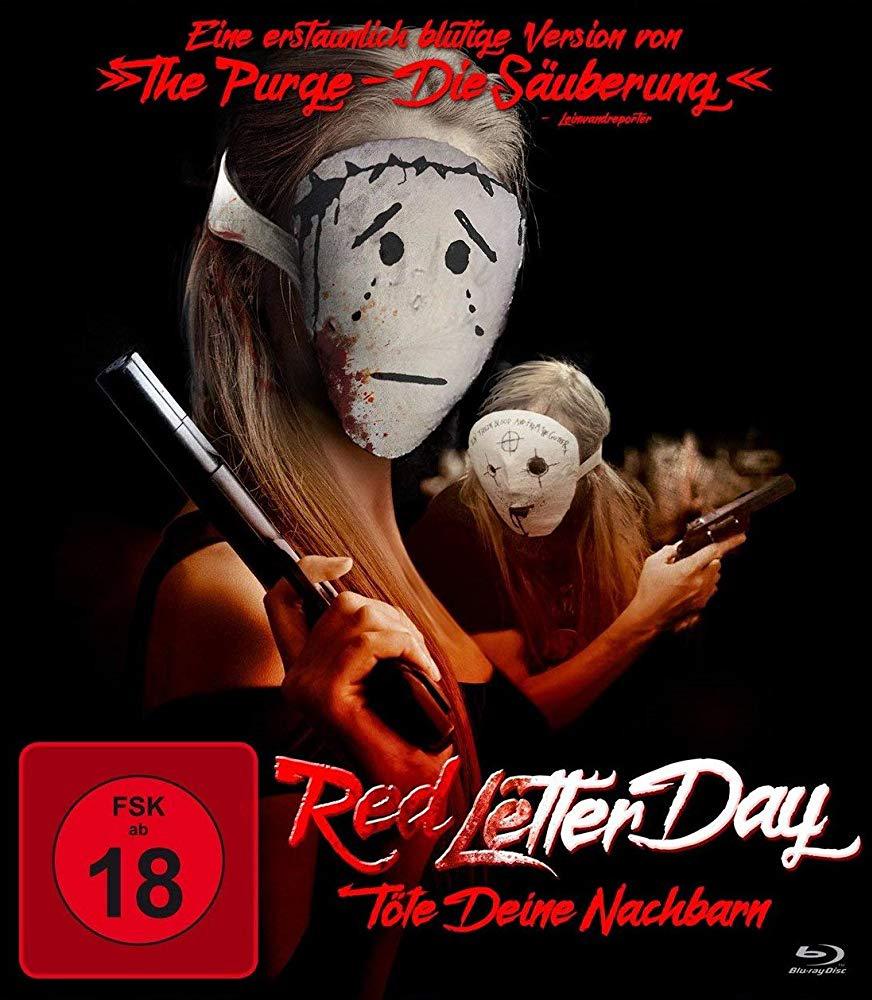 Eine erstaunlich blutige Version von
»The Purge – Die Säuberung«
– Leinwandreporter
Red Letter Day
Töte Deine Nachbarn
FSK
ab
18
Blu-ray Disc